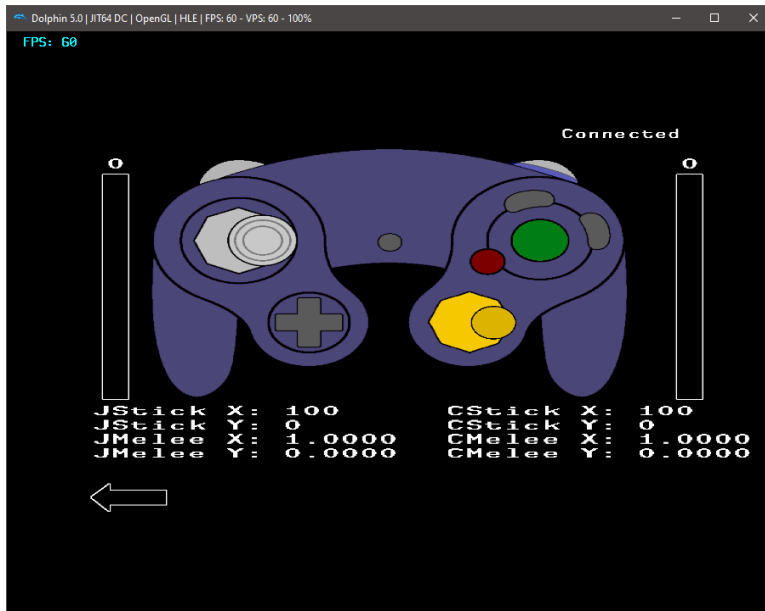 Dolphin 5.0 | JIT64 DC | OpenGL | HLE | FPS: 60 - VPS: 60 - 100%
FPS: 60
Connected
0 0
JStick X: 100 CStick X: 100
JStick Y: 0 CStick Y: 0
JMelee X: 1.0000 CMelee X: 1.0000
JMelee Y: 0.0000 CMelee Y: 0.0000